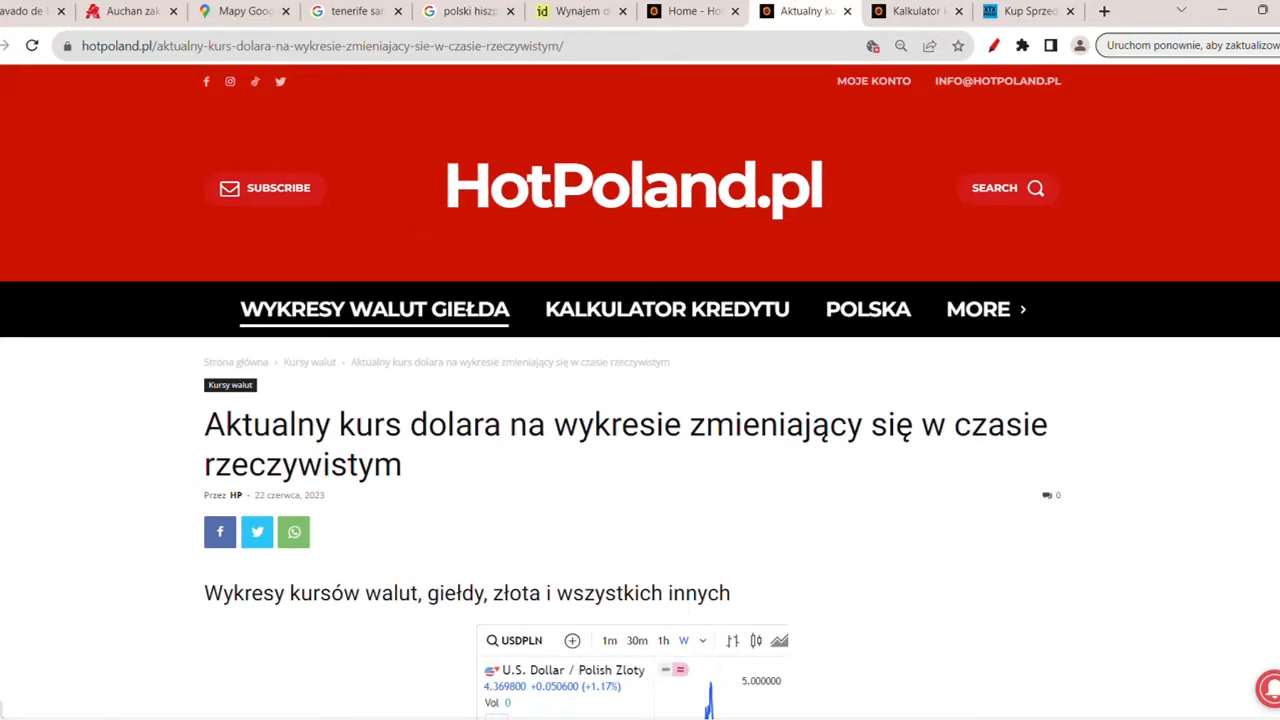 avado de
Auchan zak
Mapy Goog
tenerife sar
polski hiszp
Wynajem d
Home - Hot
Aktualny ku
Kalkulator k
Kup Sprzed
hotpoland.pl/aktualny-kurs-dolara-na-wykresie-zmieniajacy-sie-w-czasie-rzeczywistym/
Uruchom ponownie, aby zaktualizow
MOJE KONTO
INFO@HOTPOLAND.PL
SUBSCRIBE
HotPoland.pl
SEARCH
WYKRESY WALUT GIEŁDA
KALKULATOR KREDYTU
POLSKA
MORE
Strona główna › Kursy walut › Aktualny kurs dolara na wykresie zmieniający się w czasie rzeczywistym
Kursy walut
Aktualny kurs dolara na wykresie zmieniający się w czasie
rzeczywistym
Przez HP - 22 czerwca, 2023
0
Wykresy kursów walut, giełdy, złota i wszystkich innych
USDPLN
1m 30m 1h W
U.S. Dollar / Polish Zloty
4.369800 +0.050600 (+1.17%)
5.000000
Vol 0